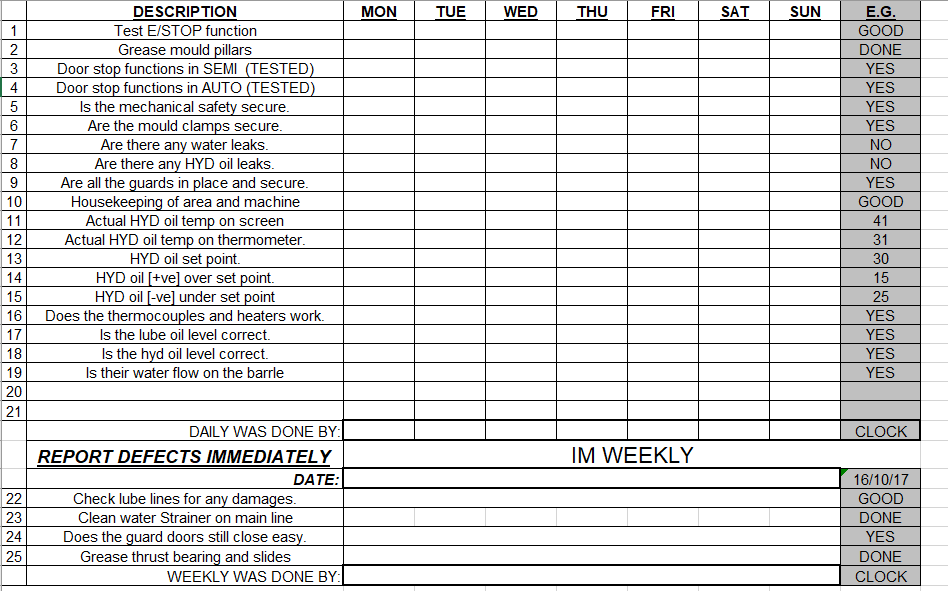 DESCRIPTION MON TUE WED THU FRI SAT SUN E.G.
1 Test E/STOP function GOOD
2 Grease mould pillars DONE
3 Door stop functions in SEMI (TESTED) YES
4 Door stop functions in AUTO (TESTED) YES
5 Is the mechanical safety secure. YES
6 Are the mould clamps secure. YES
7 Are there any water leaks. NO
8 Are there any HYD oil leaks. NO
9 Are all the guards in place and secure. YES
10 Housekeeping of area and machine GOOD
11 Actual HYD oil temp on screen 41
12 Actual HYD oil temp on thermometer. 31
13 HYD oil set point. 30
14 HYD oil [+ve] over set point. 15
15 HYD oil [-ve] under set point 25
16 Does the thermocouples and heaters work. YES
17 Is the lube oil level correct. YES
18 Is the hyd oil level correct. YES
19 Is their water flow on the barrle YES
20
21
DAILY WAS DONE BY: CLOCK
REPORT DEFECTS IMMEDIATELY IM WEEKLY
DATE: 16/10/17
22 Check lube lines for any damages. GOOD
23 Clean water Strainer on main line DONE
24 Does the guard doors still close easy. YES
25 Grease thrust bearing and slides DONE
WEEKLY WAS DONE BY: CLOCK